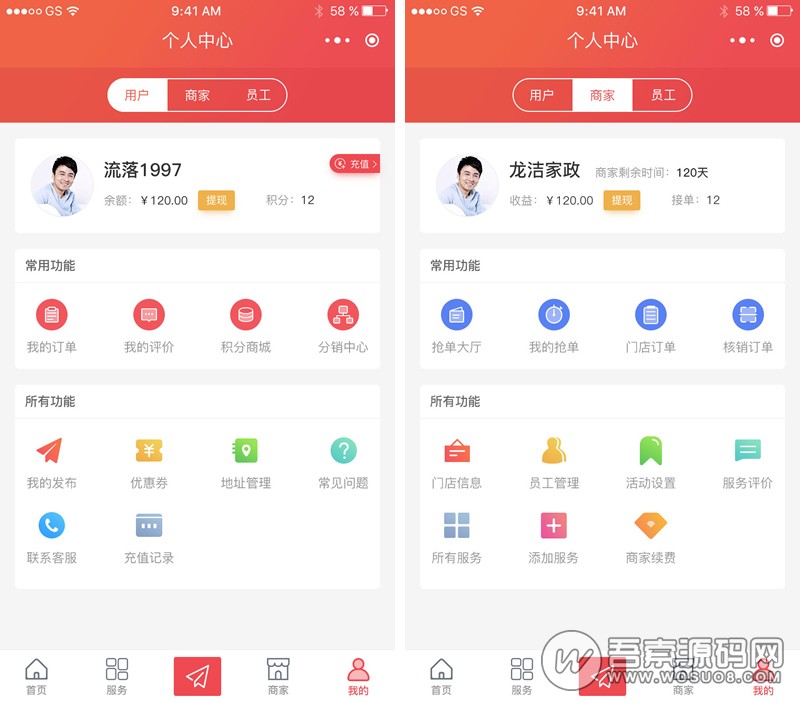 GS 9:41 AM 58 %
个人中心
用户 商家 员工
流落1997
充值
余额: ￥120.00 提现 积分: 12
常用功能
我的订单 我的评价 积分商城 分销中心
所有功能
我的发布 优惠券 地址管理 常见问题
联系客服 充值记录
首页 服务 商家 我的
GS 9:41 AM 58 %
个人中心
用户 商家 员工
龙洁家政 商家剩余时间: 120天
收益: ￥120.00 提现 接单: 12
常用功能
抢单大厅 我的抢单 门店订单 核销订单
所有功能
门店信息 员工管理 活动设置 服务评价
所有服务 添加服务 商家续费
首页 服务 商家 我的
吾索源码网
www.wosuo8.com